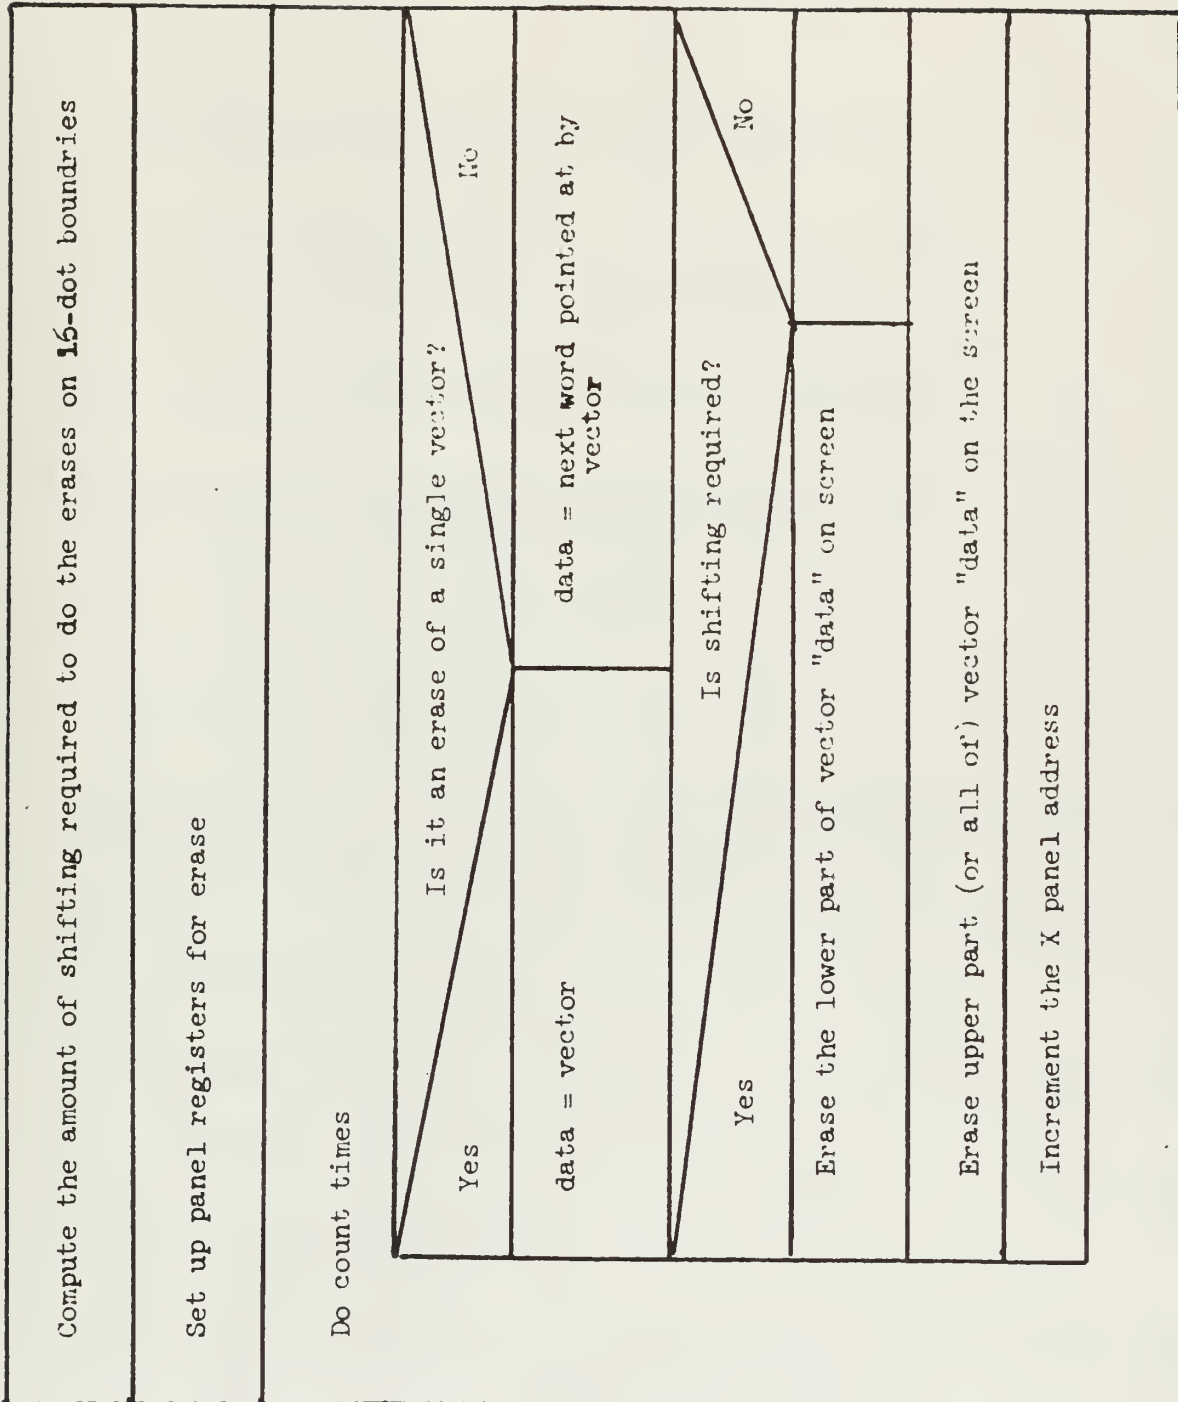 Compute the amount of shifting required to do the erases on 16-dot boundries
Set up panel registers for erase
Do count times
Is it an erase of a single vector?
Yes
No
data = vector
data = next word pointed at by
vector
Is shifting required?
Yes
No
Erase the lower part of vector "data" on screen
Erase upper part (or all of) vector "data" on the screen
Increment the X panel address